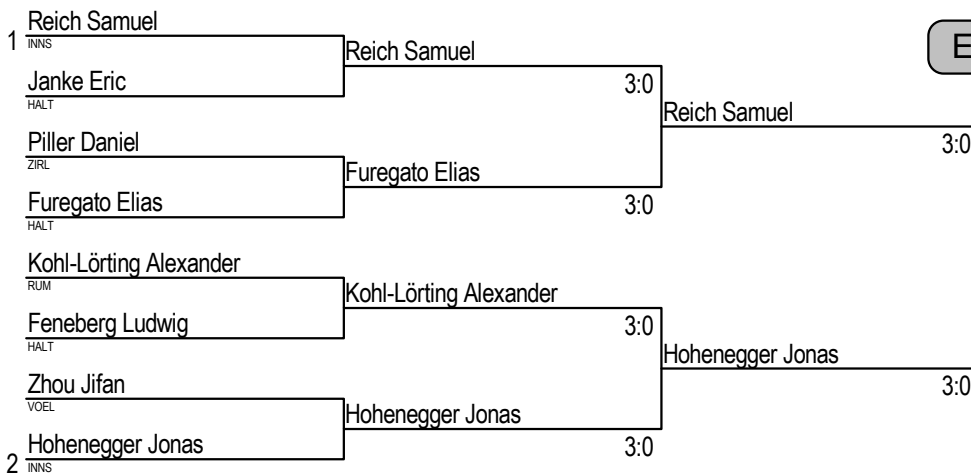 Reich Samuel
1 INNS
Reich Samuel
E
Janke Eric
3:0
HALT
Reich Samuel
Piller Daniel
3:0
ZIRL
Furegato Elias
Furegato Elias
3:0
HALT
Kohl-Lörting Alexander
RUM
Kohl-Lörting Alexander
Feneberg Ludwig
3:0
HALT
Hohenegger Jonas
Zhou Jifan
3:0
VOEL
Hohenegger Jonas
Hohenegger Jonas
3:0
2 INNS